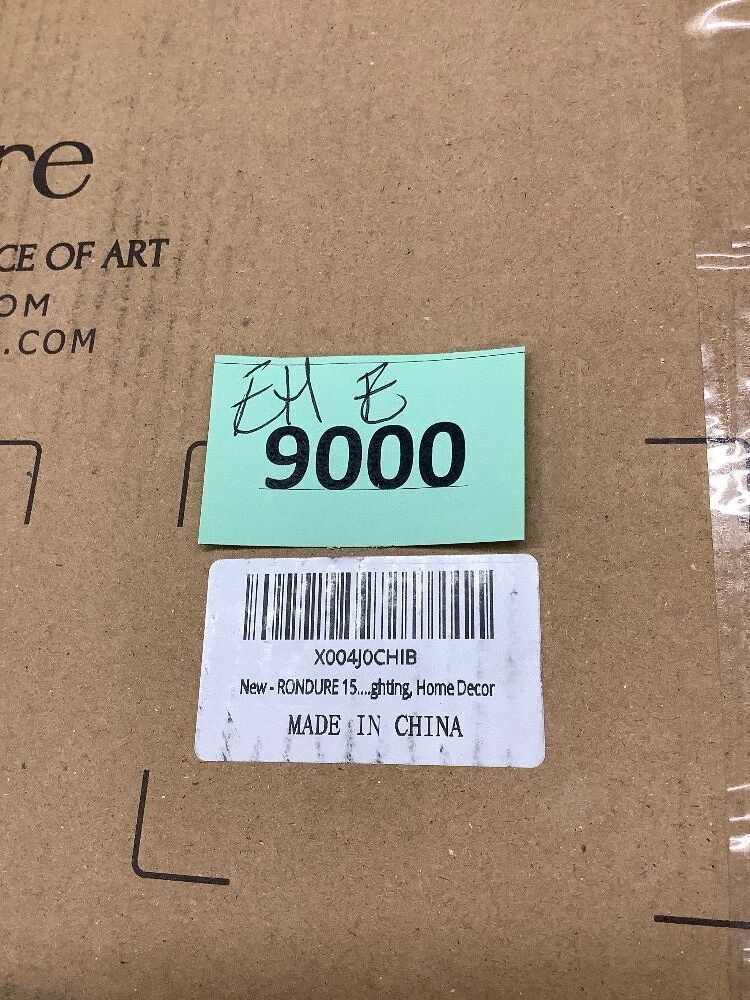 re
CE OF ART
OM
.COM
EH E
9000
X004J0CHIB
New - RONDURE 15....ghting, Home Decor
MADE IN CHINA